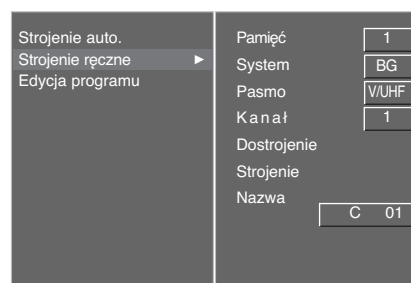 Strojenie auto.
Strojenie ręczne ►
Edycja programu
Pamięć 1
System BG
Pasmo V/UHF
Kanał 1
Dostrojenie
Strojenie
Nazwa
C 01